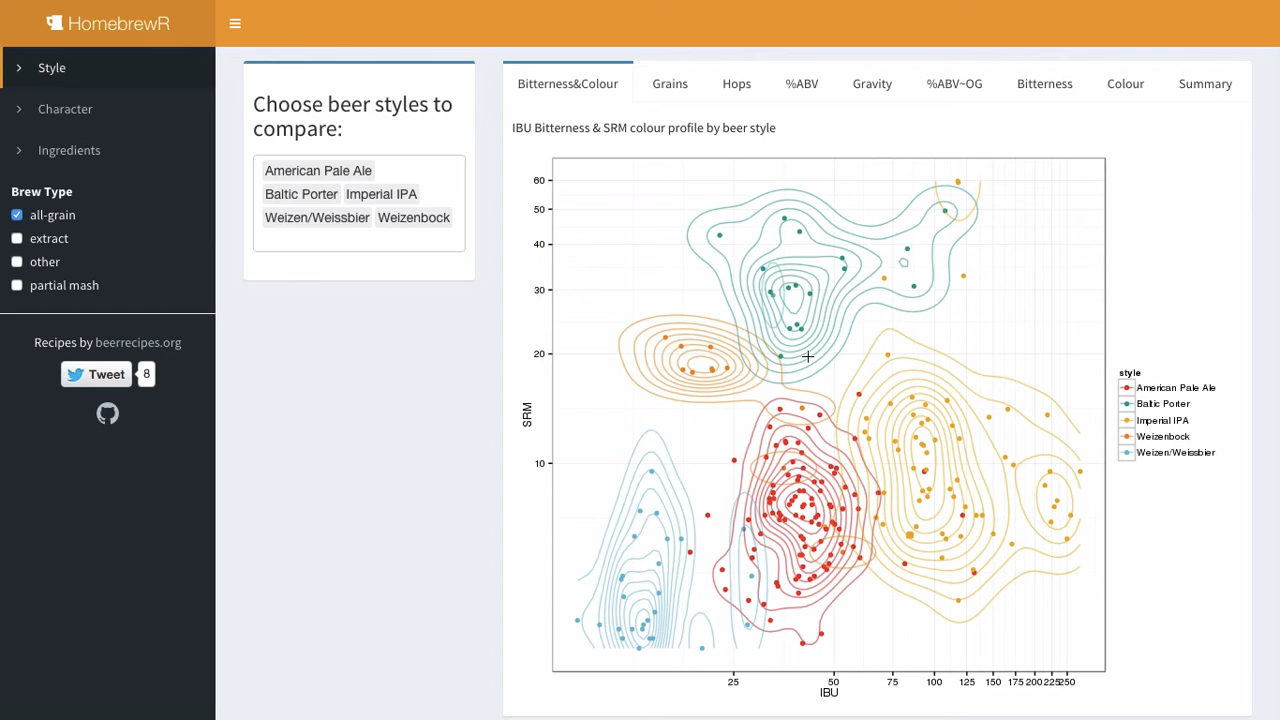 HomebrewR
Style
Character
Ingredients
Brew Type
all-grain
extract
other
partial mash
Recipes by beerrecipes.org
Tweet 8
Choose beer styles to
compare:
American Pale Ale
Baltic Porter Imperial IPA
Weizen/Weissbier Weizenbock
Bitterness&Colour Grains Hops %ABV Gravity %ABV~OG Bitterness Colour Summary
IBU Bitterness & SRM colour profile by beer style
60
50
40
30
20
10
SRM
25 50 75 100 125 150 175 200 225 250
IBU
style
American Pale Ale
Baltic Porter
Imperial IPA
Weizenbock
Weizen/Weissbier